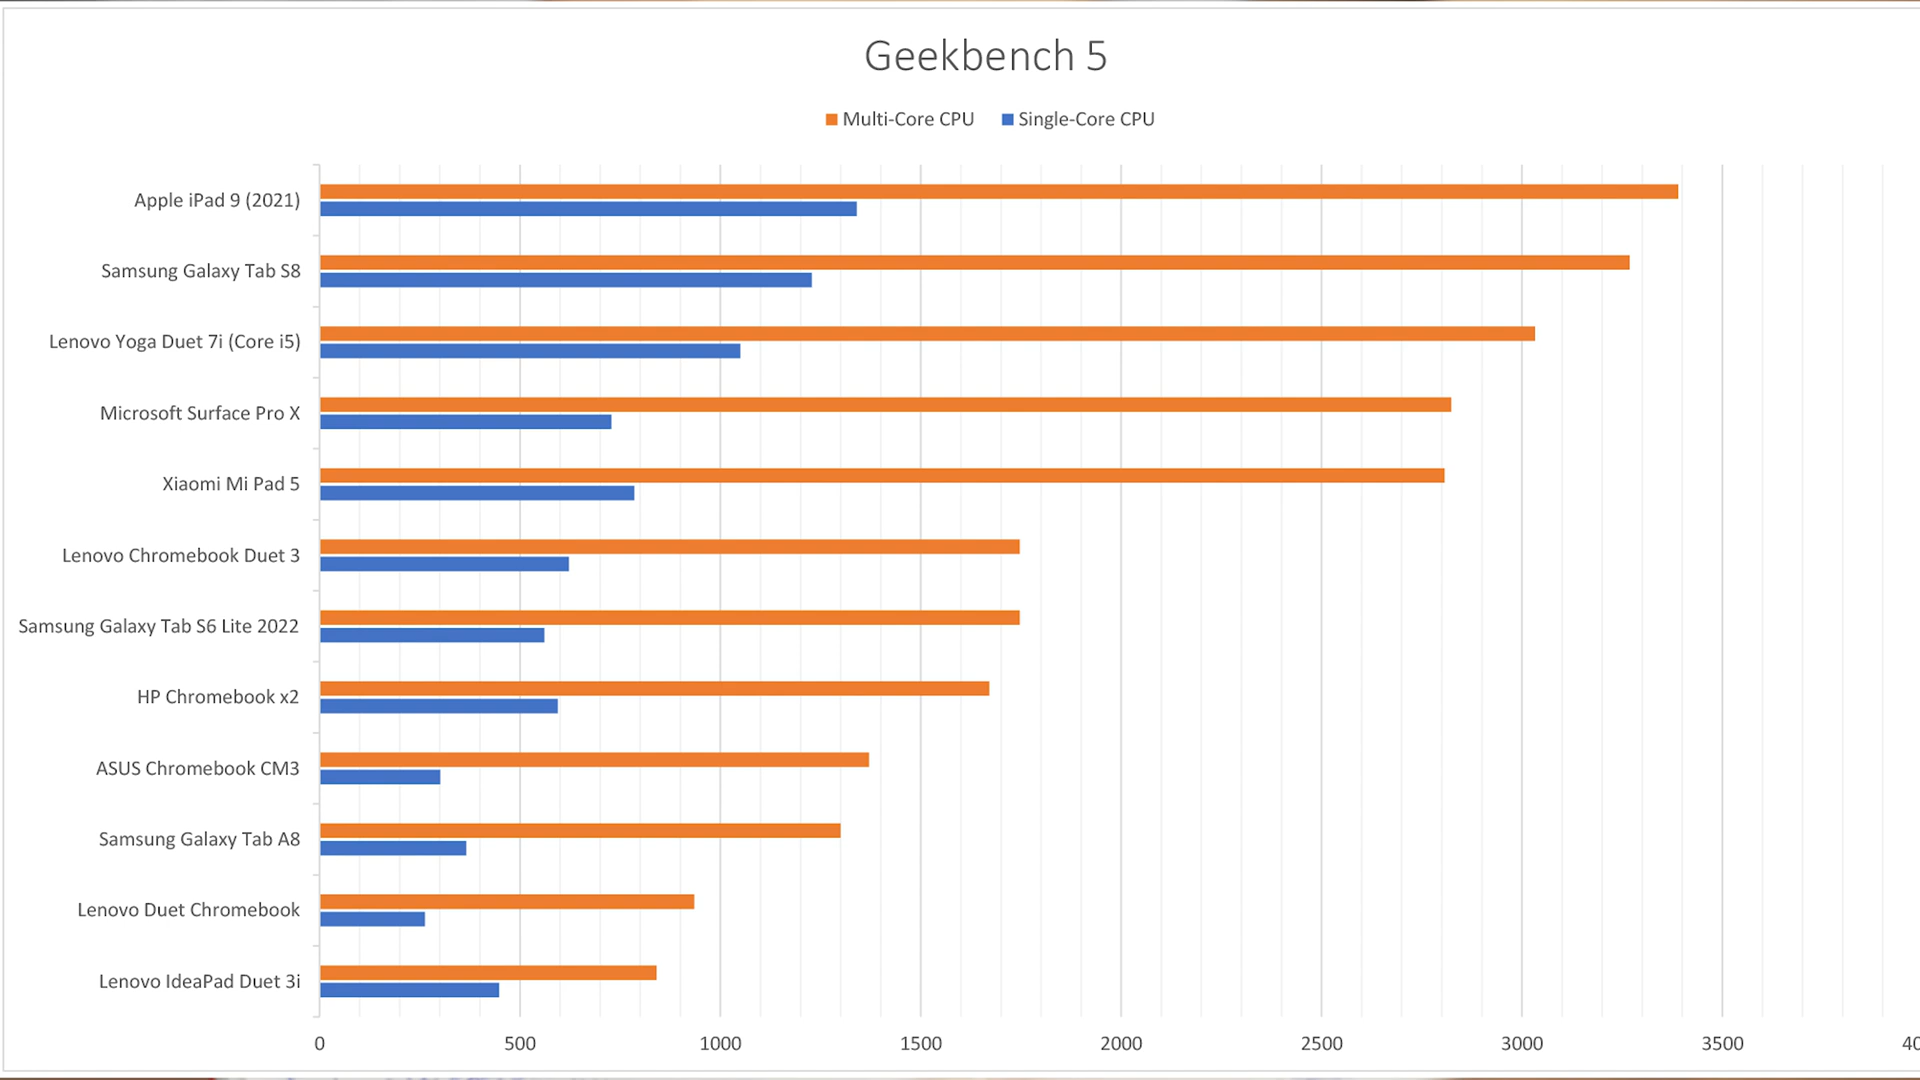 Geekbench 5
Multi-Core CPU Single-Core CPU
Apple iPad 9 (2021)
Samsung Galaxy Tab S8
Lenovo Yoga Duet 7i (Core i5)
Microsoft Surface Pro X
Xiaomi Mi Pad 5
Lenovo Chromebook Duet 3
Samsung Galaxy Tab S6 Lite 2022
HP Chromebook x2
ASUS Chromebook CM3
Samsung Galaxy Tab A8
Lenovo Duet Chromebook
Lenovo IdeaPad Duet 3i
0 500 1000 1500 2000 2500 3000 3500